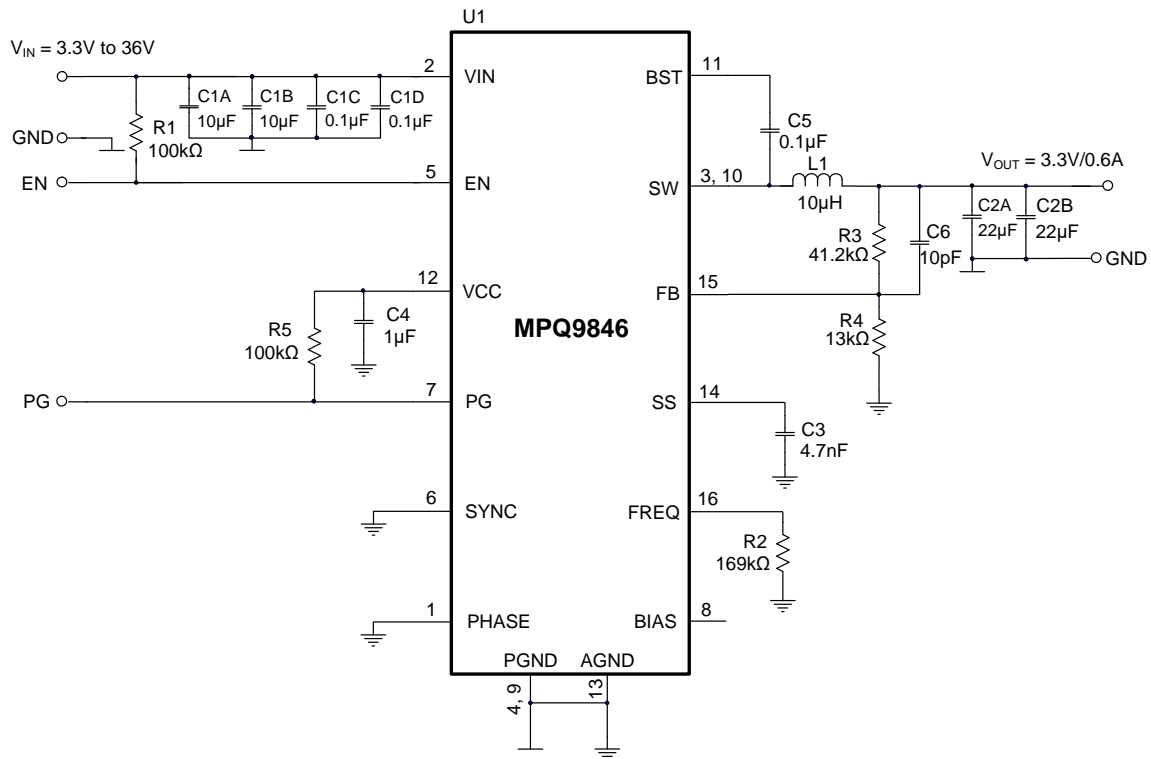 U1
V_IN = 3.3V to 36V
2
VIN
BST
11
C1A
10µF
C1B
10µF
C1C
0.1µF
C1D
0.1µF
R1
100kΩ
GND
C5
0.1µF
EN
5
EN
SW
3, 10
L1
10µH
V_OUT = 3.3V/0.6A
C2A
22µF
C2B
22µF
R3
41.2kΩ
C6
10pF
GND
12
VCC
FB
15
C4
1µF
R5
100kΩ
MPQ9846
R4
13kΩ
PG
7
PG
SS
14
C3
4.7nF
6
SYNC
FREQ
16
R2
169kΩ
1
PHASE
BIAS
8
PGND
AGND
4, 9
13